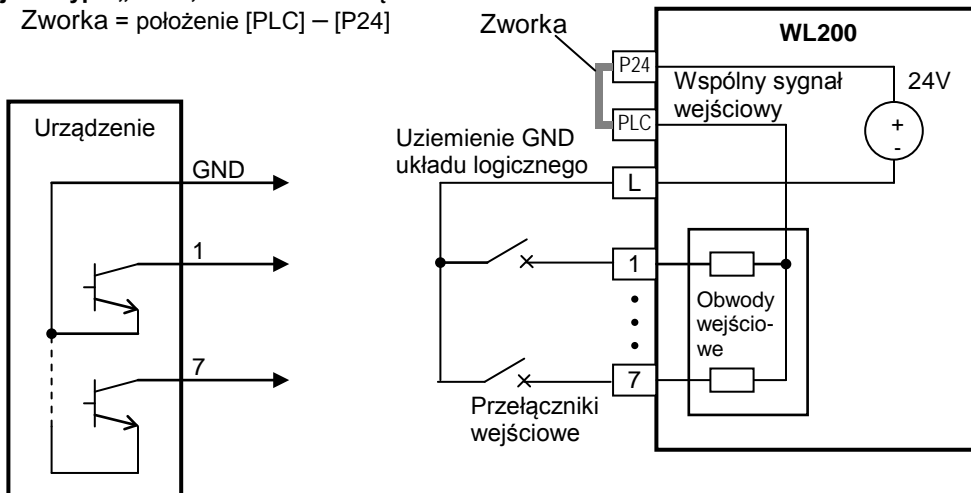 Zworka = położenie [PLC] – [P24]
Zworka
WL200
P24
Wspólny sygnał
wejściowy
24V
PLC
+
-
Urządzenie
Uziemienie GND
układu logicznego
GND
L
1
1
Obwody
wejścio-
we
7
7
Przełączniki
wejściowe